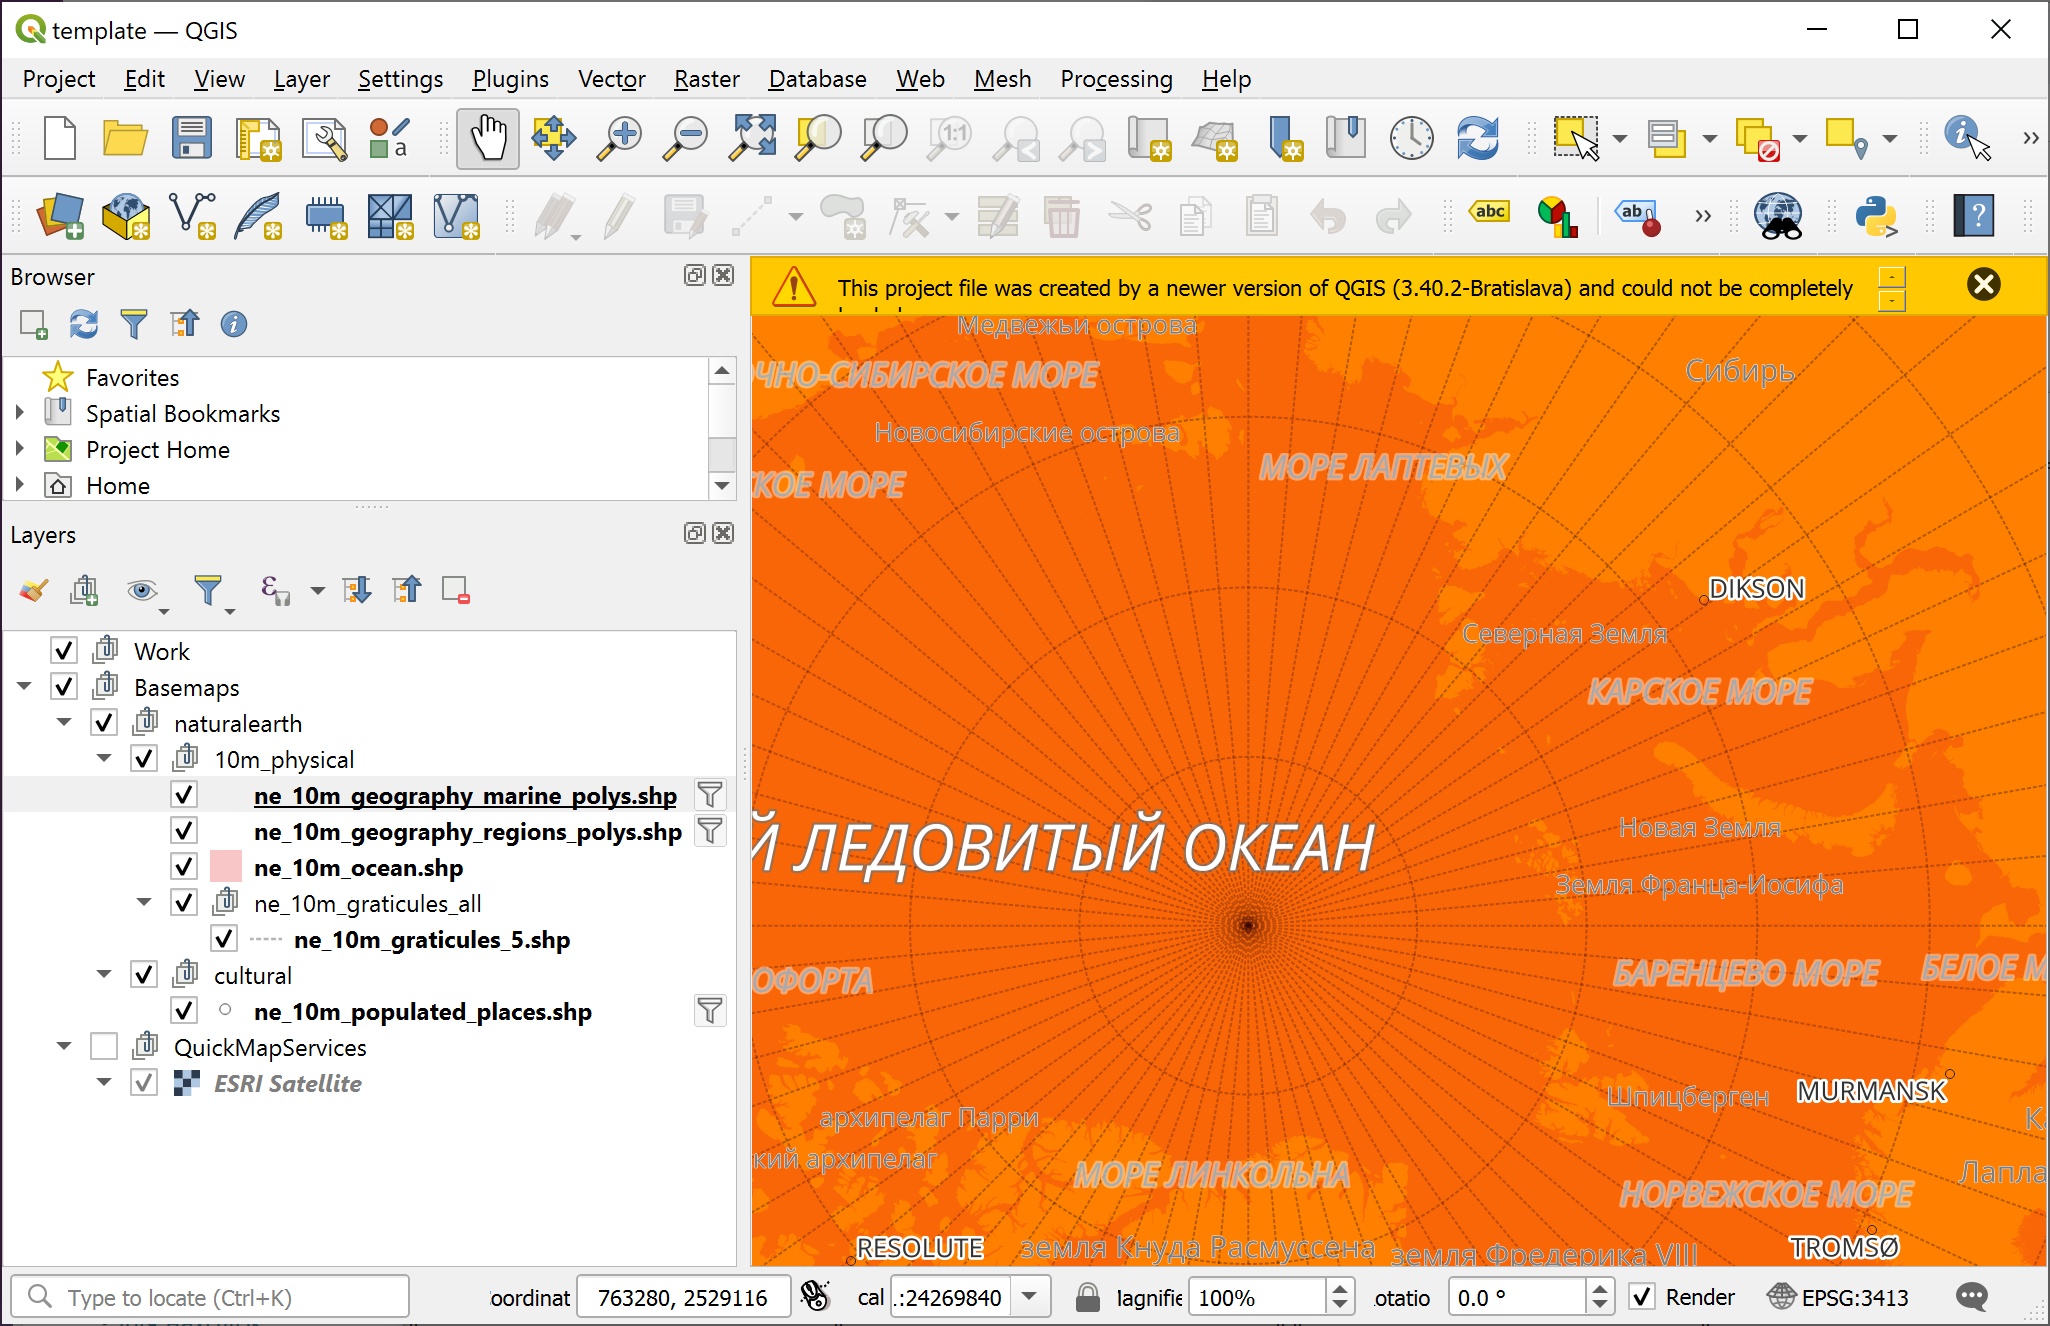 template — QGIS
Project Edit View Layer Settings Plugins Vector Raster Database Web Mesh Processing Help
Browser
Favorites
Spatial Bookmarks
Project Home
Home
Layers
Work
Basemaps
naturalearth
10m_physical
ne_10m_geography_marine_polys.shp
ne_10m_geography_regions_polys.shp
ne_10m_ocean.shp
ne_10m_graticules_all
ne_10m_graticules_5.shp
cultural
ne_10m_populated_places.shp
QuickMapServices
ESRI Satellite
This project file was created by a newer version of QGIS (3.40.2-Bratislava) and could not be completely
Медвежьи острова
ЧНО-СИБИРСКОЕ МОРЕ
Сибирь
Новосибирские острова
МОРЕ ЛАПТЕВЫХ
КОЕ МОРЕ
DIKSON
Северная Земля
КАРСКОЕ МОРЕ
Новая Земля
Й ЛЕДОВИТЫЙ ОКЕАН
Земля Франца-Иосифа
ОФОРТА
БАРЕНЦЕВО МОРЕ
БЕЛОЕ М
Шпицберген
MURMANSK
архипелаг Парри
кий архипелаг
МОРЕ ЛИНКОЛЬНА
Лапла
НОРВЕЖСКОЕ МОРЕ
RESOLUTE
земля Кнуда Расмуссена
земля Фредерика VIII
TROMSØ
Type to locate (Ctrl+K)
oordinat 763280, 2529116 cal .:24269840 lagnifie 100% otatio 0.0 ° Render EPSG:3413